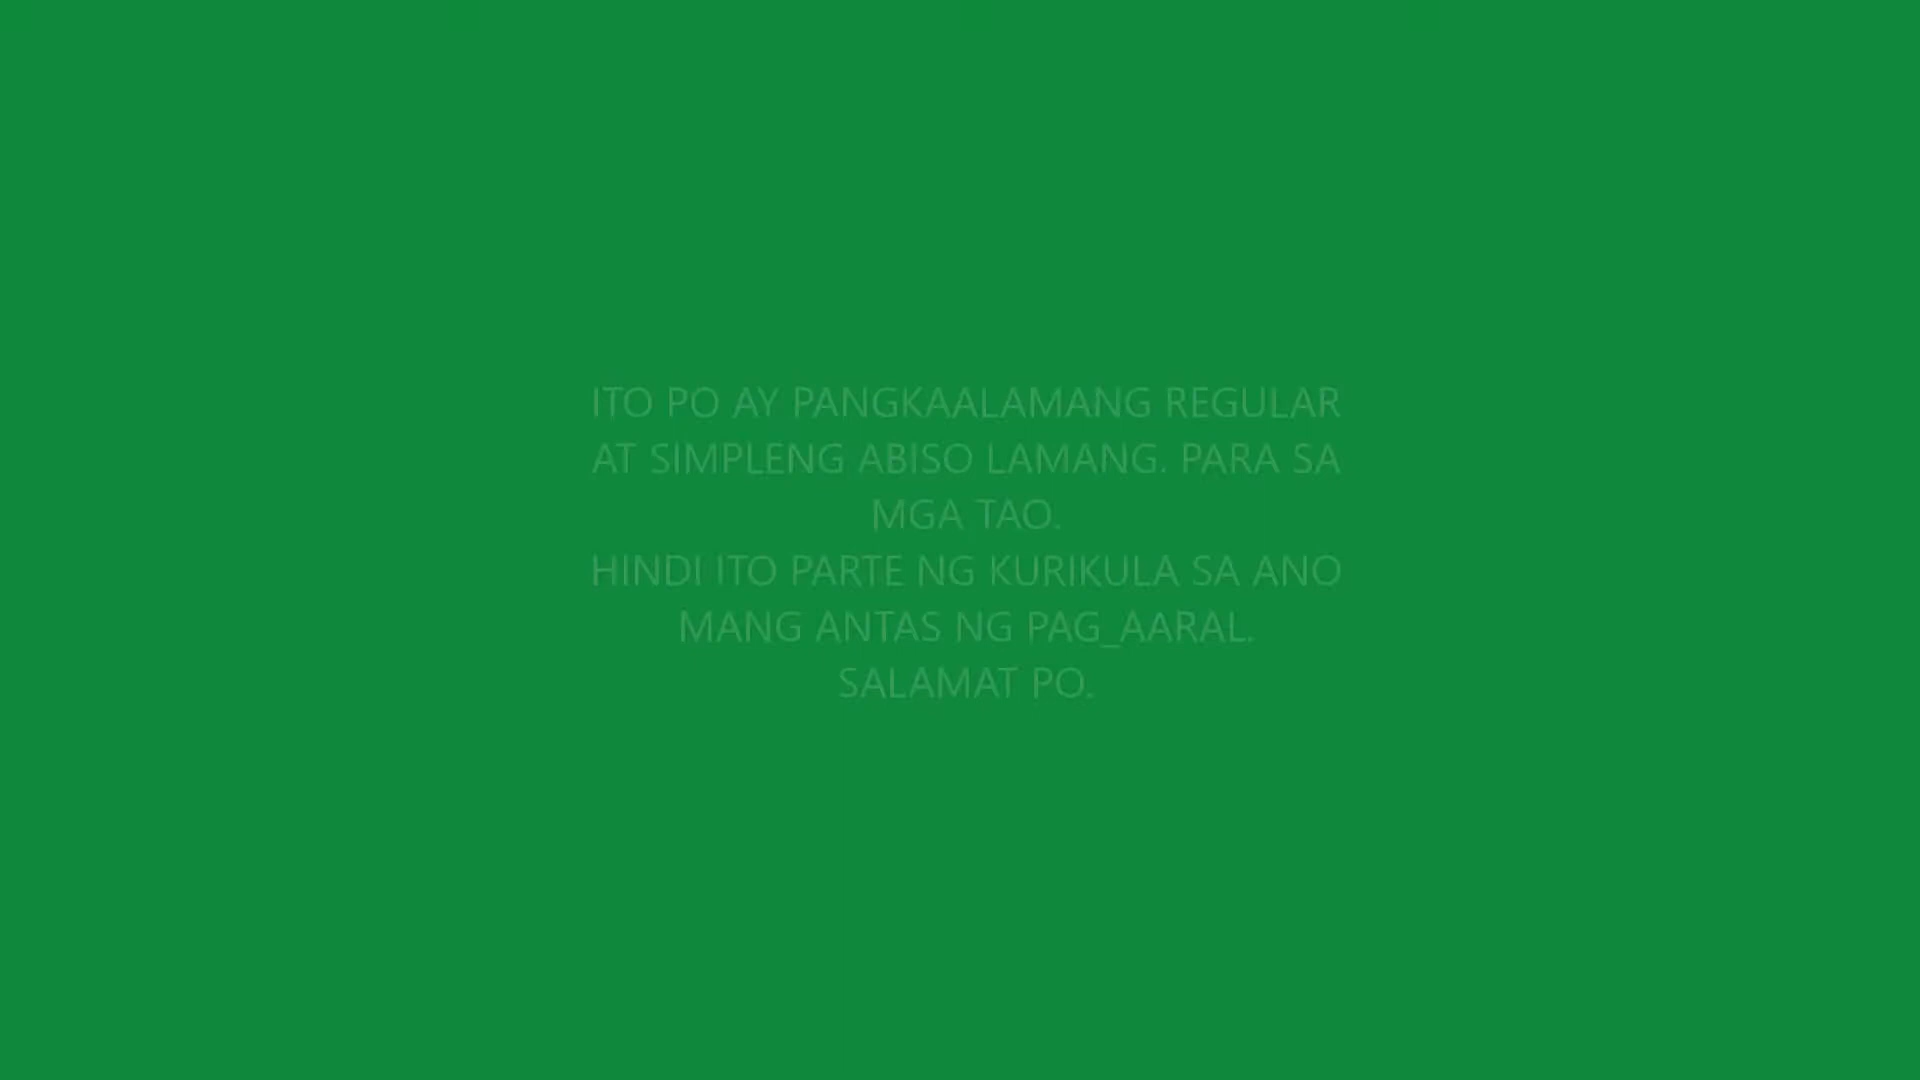 ITO PO AY PANGKAALAMANG REGULAR
AT SIMPLENG ABISO LAMANG. PARA SA
MGA TAO.
HINDI ITO PARTE NG KURIKULA SA ANO
MANG ANTAS NG PAG_AARAL.
SALAMAT PO.